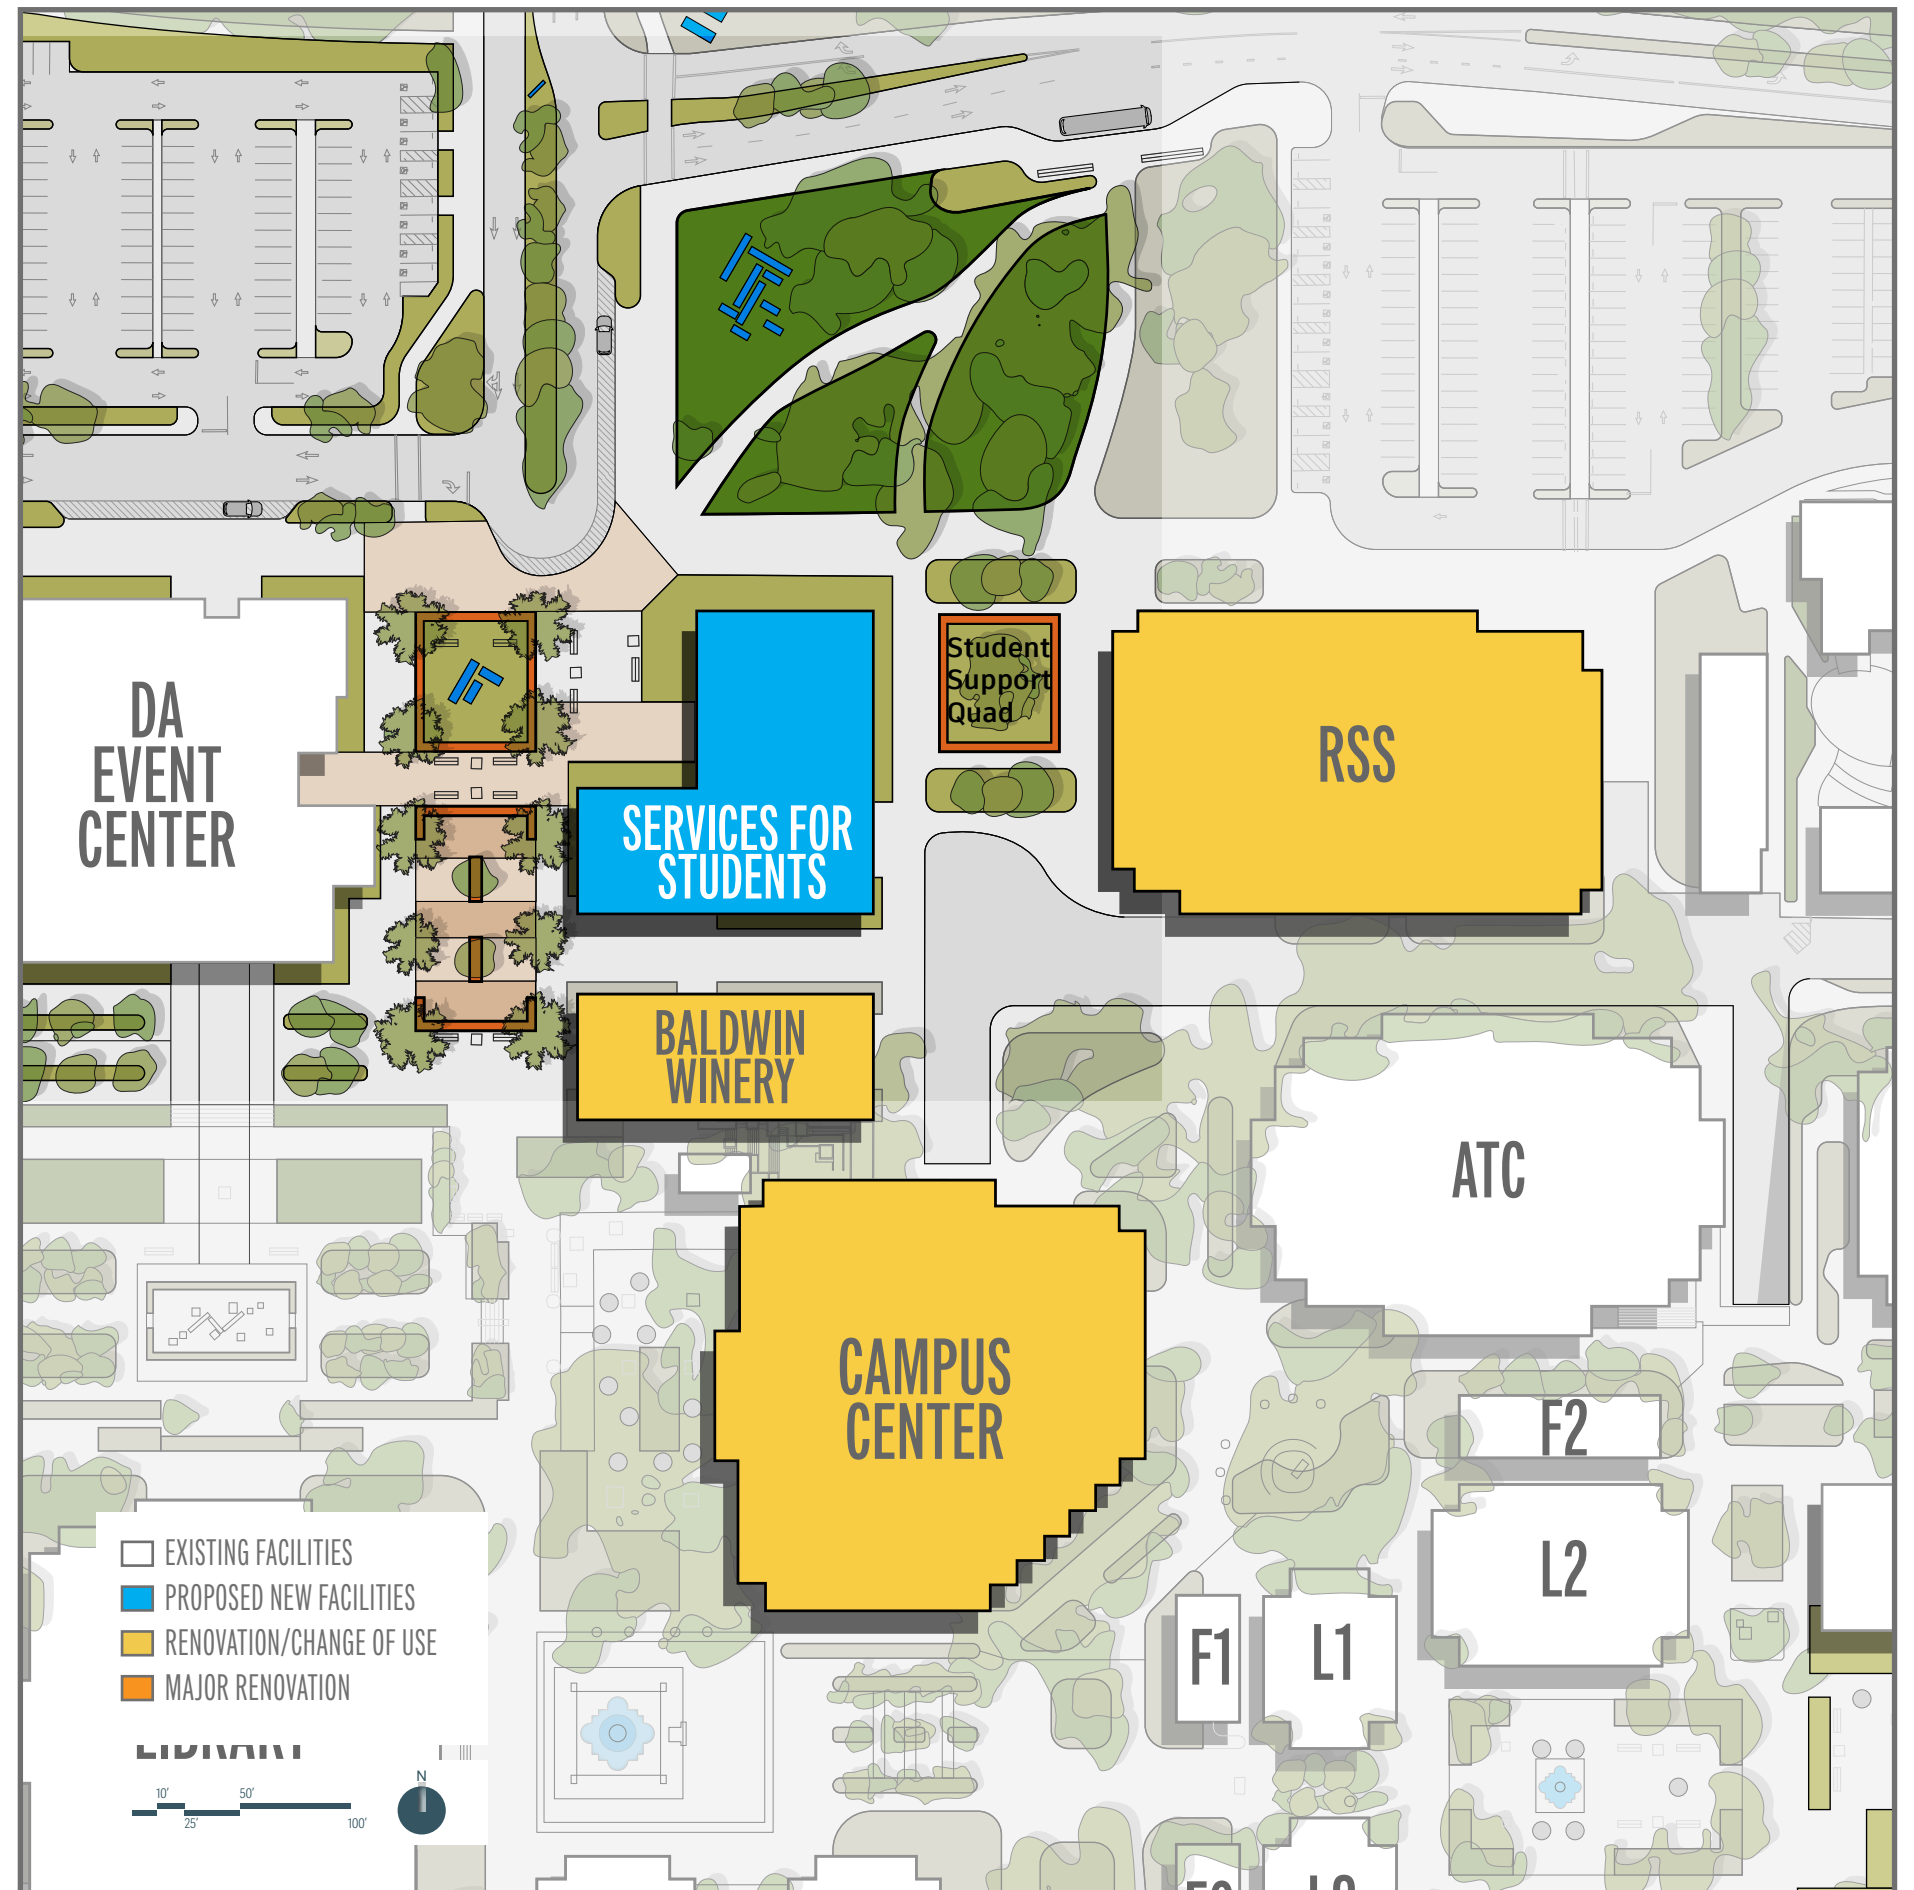 Student
Support
Quad
DA
EVENT
CENTER
RSS
SERVICES FOR
STUDENTS
BALDWIN
WINERY
ATC
CAMPUS
CENTER
F2
L2
F1
L1
EXISTING FACILITIES
PROPOSED NEW FACILITIES
RENOVATION/CHANGE OF USE
MAJOR RENOVATION
LIBRARY
N
10' 50'
25' 100'